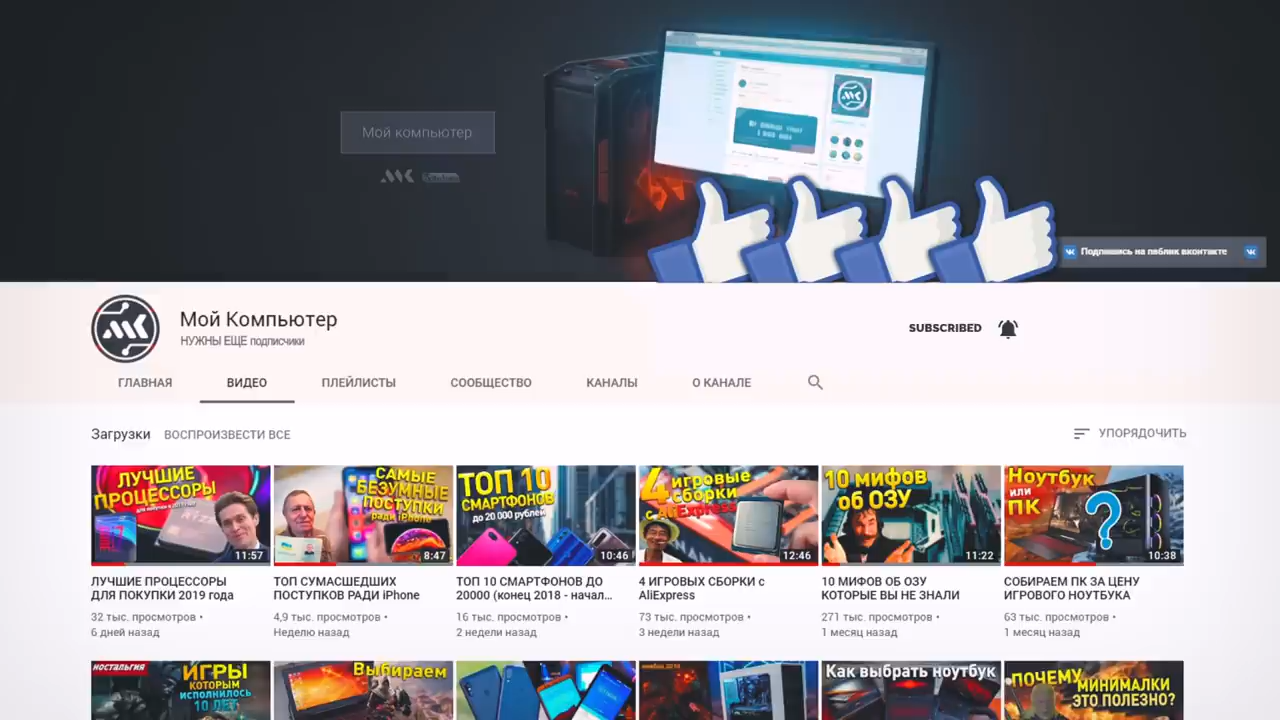 Мой компьютер
Подпишись на паблик вконтакте
Мой Компьютер
НУЖНЫ ЕЩЕ подписчики
SUBSCRIBED
ГЛАВНАЯ ВИДЕО ПЛЕЙЛИСТЫ СООБЩЕСТВО КАНАЛЫ О КАНАЛЕ
Загрузки ВОСПРОИЗВЕСТИ ВСЕ
УПОРЯДОЧИТЬ
ЛУЧШИЕ
ПРОЦЕССОРЫ
11:57
САМЫЕ
БЕЗУМНЫЕ
ПОСТУПКИ
ради iPhone
8:47
ТОП 10
СМАРТФОНОВ
до 20 000 рублей
10:46
4 игровые
сборки
с AliExpress
12:46
10 мифов
об ОЗУ
11:22
Ноутбук
или
ПК
?
10:38
ЛУЧШИЕ ПРОЦЕССОРЫ
ДЛЯ ПОКУПКИ 2019 года
32 тыс. просмотров •
6 дней назад
ТОП СУМАСШЕДШИХ
ПОСТУПКОВ РАДИ iPhone
4,9 тыс. просмотров •
Неделю назад
ТОП 10 СМАРТФОНОВ ДО
20000 (конец 2018 - начал...
16 тыс. просмотров •
2 недели назад
4 ИГРОВЫХ СБОРКИ с
AliExpress
73 тыс. просмотров •
3 недели назад
10 МИФОВ ОБ ОЗУ
КОТОРЫЕ ВЫ НЕ ЗНАЛИ
271 тыс. просмотров •
1 месяц назад
СОБИРАЕМ ПК ЗА ЦЕНУ
ИГРОВОГО НОУТБУКА
63 тыс. просмотров •
1 месяц назад
НОСТАЛЬГИЯ
ИГРЫ
КОТОРЫМ
ИСПОЛНИЛОСЬ
10 ЛЕТ
Выбираем
Как выбрать ноутбук
ПОЧЕМУ
МИНИМАЛКИ
ЭТО ПОЛЕЗНО?